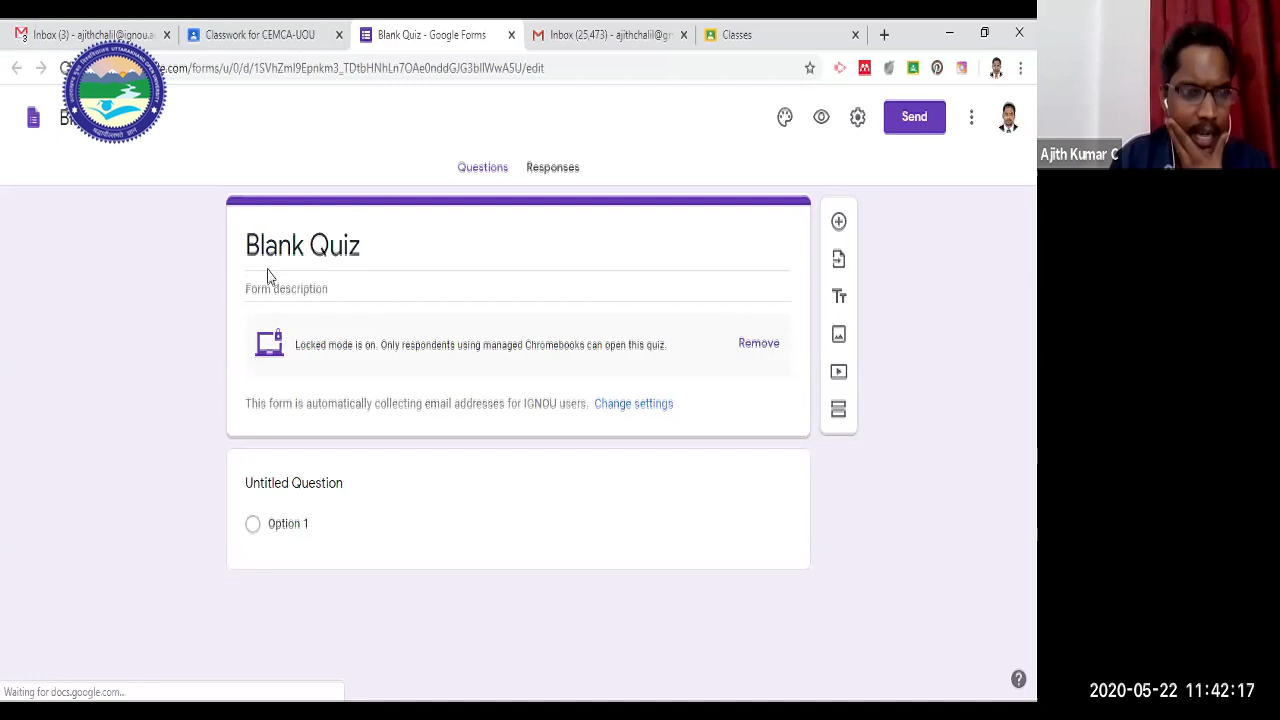 Inbox (3) - ajithchalil@ignou.a
Classwork for CEMCA-UOU
Blank Quiz - Google Forms
Inbox (25,473) - ajithchalil@gr
Classes
.com/forms/u/0/d/
/edit
Send
Questions
Responses
Blank Quiz
Form description
Locked mode is on. Only respondents using managed Chromebooks can open this quiz.
Remove
This form is automatically collecting email addresses for IGNOU users. Change settings
Untitled Question
Option 1
Waiting for docs.google.com...
Ajith Kumar C
2020-05-22 11:42:17